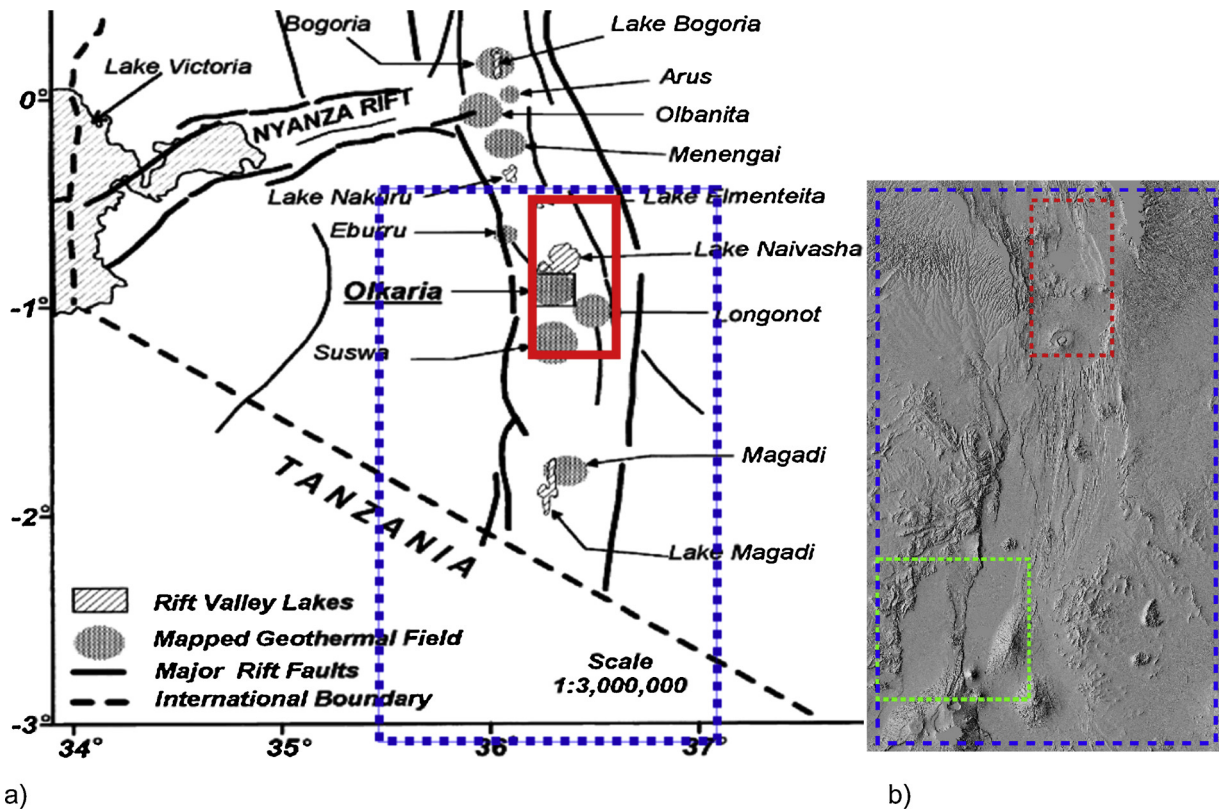 Bogoria
Lake Bogoria
Lake Victoria
Arus
0°
NYANZA RIFT
Olbanita
Menengai
Lake Nakuru
Lake Elmenteita
Eburru
Lake Naivasha
Olkaria
-1°
Longonot
Suswa
Magadi
TANZANIA
-2°
Lake Magadi
Rift Valley Lakes
Mapped Geothermal Field
Major Rift Faults
International Boundary
Scale
1:3,000,000
-3°
34° 35° 36° 37°
a) b)